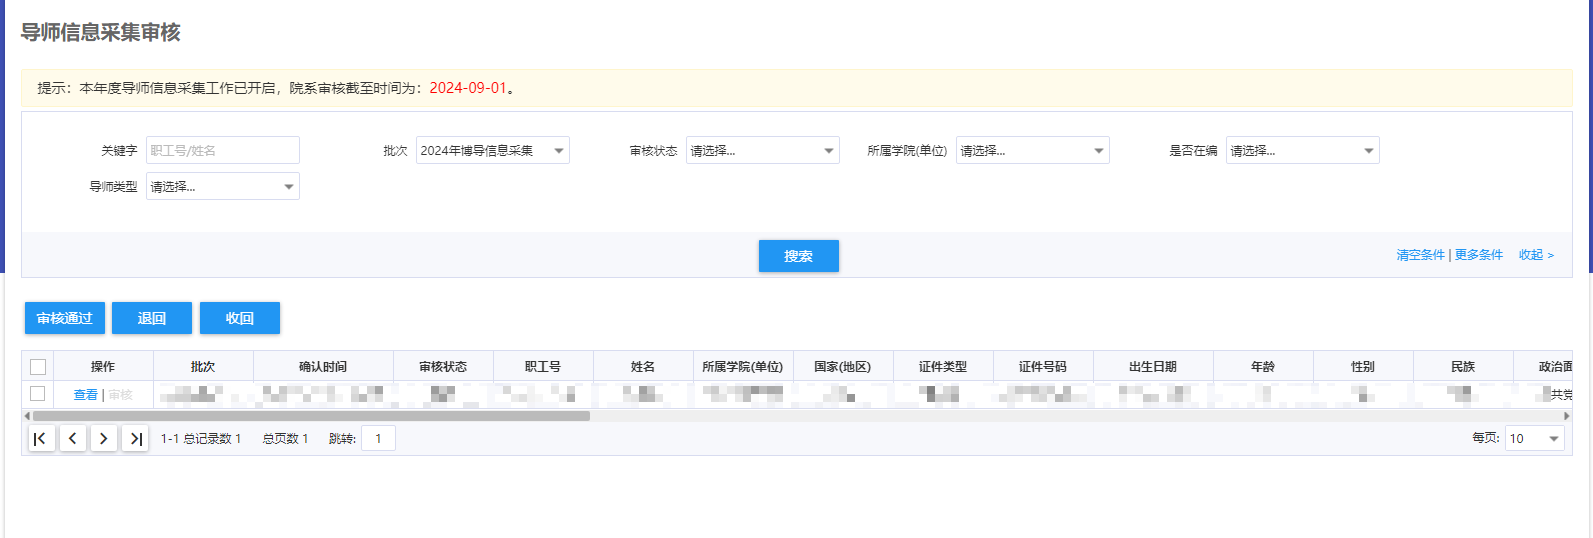 导师信息采集审核
提示：本年度导师信息采集工作已开启，院系审核截至时间为：2024-09-01。
关键字 职工号/姓名 批次 2024年博导信息采集 审核状态 请选择... 所属学院(单位) 请选择... 是否在编 请选择...
导师类型 请选择...
搜索 清空条件 | 更多条件 收起 >
审核通过 退回 收回
操作 批次 确认时间 审核状态 职工号 姓名 所属学院(单位) 国家(地区) 证件类型 证件号码 出生日期 年龄 性别 民族 政治面
查看 | 审核 共党
1-1 总记录数 1 总页数 1 跳转: 1 每页: 10